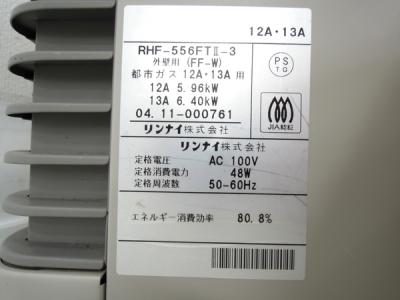 12A・13A
RHF-556FTⅡ-3
外壁用 (FF-W)
都市ガス 12A・13A 用
12A 5.96kW
13A 6.40kW
04.11-000761
リンナイ株式会社
PS
TG
JIA認証
リンナイ株式会社
定格電圧 AC 100V
定格消費電力 48W
定格周波数 50-60Hz
エネルギー消費効率 80.8%